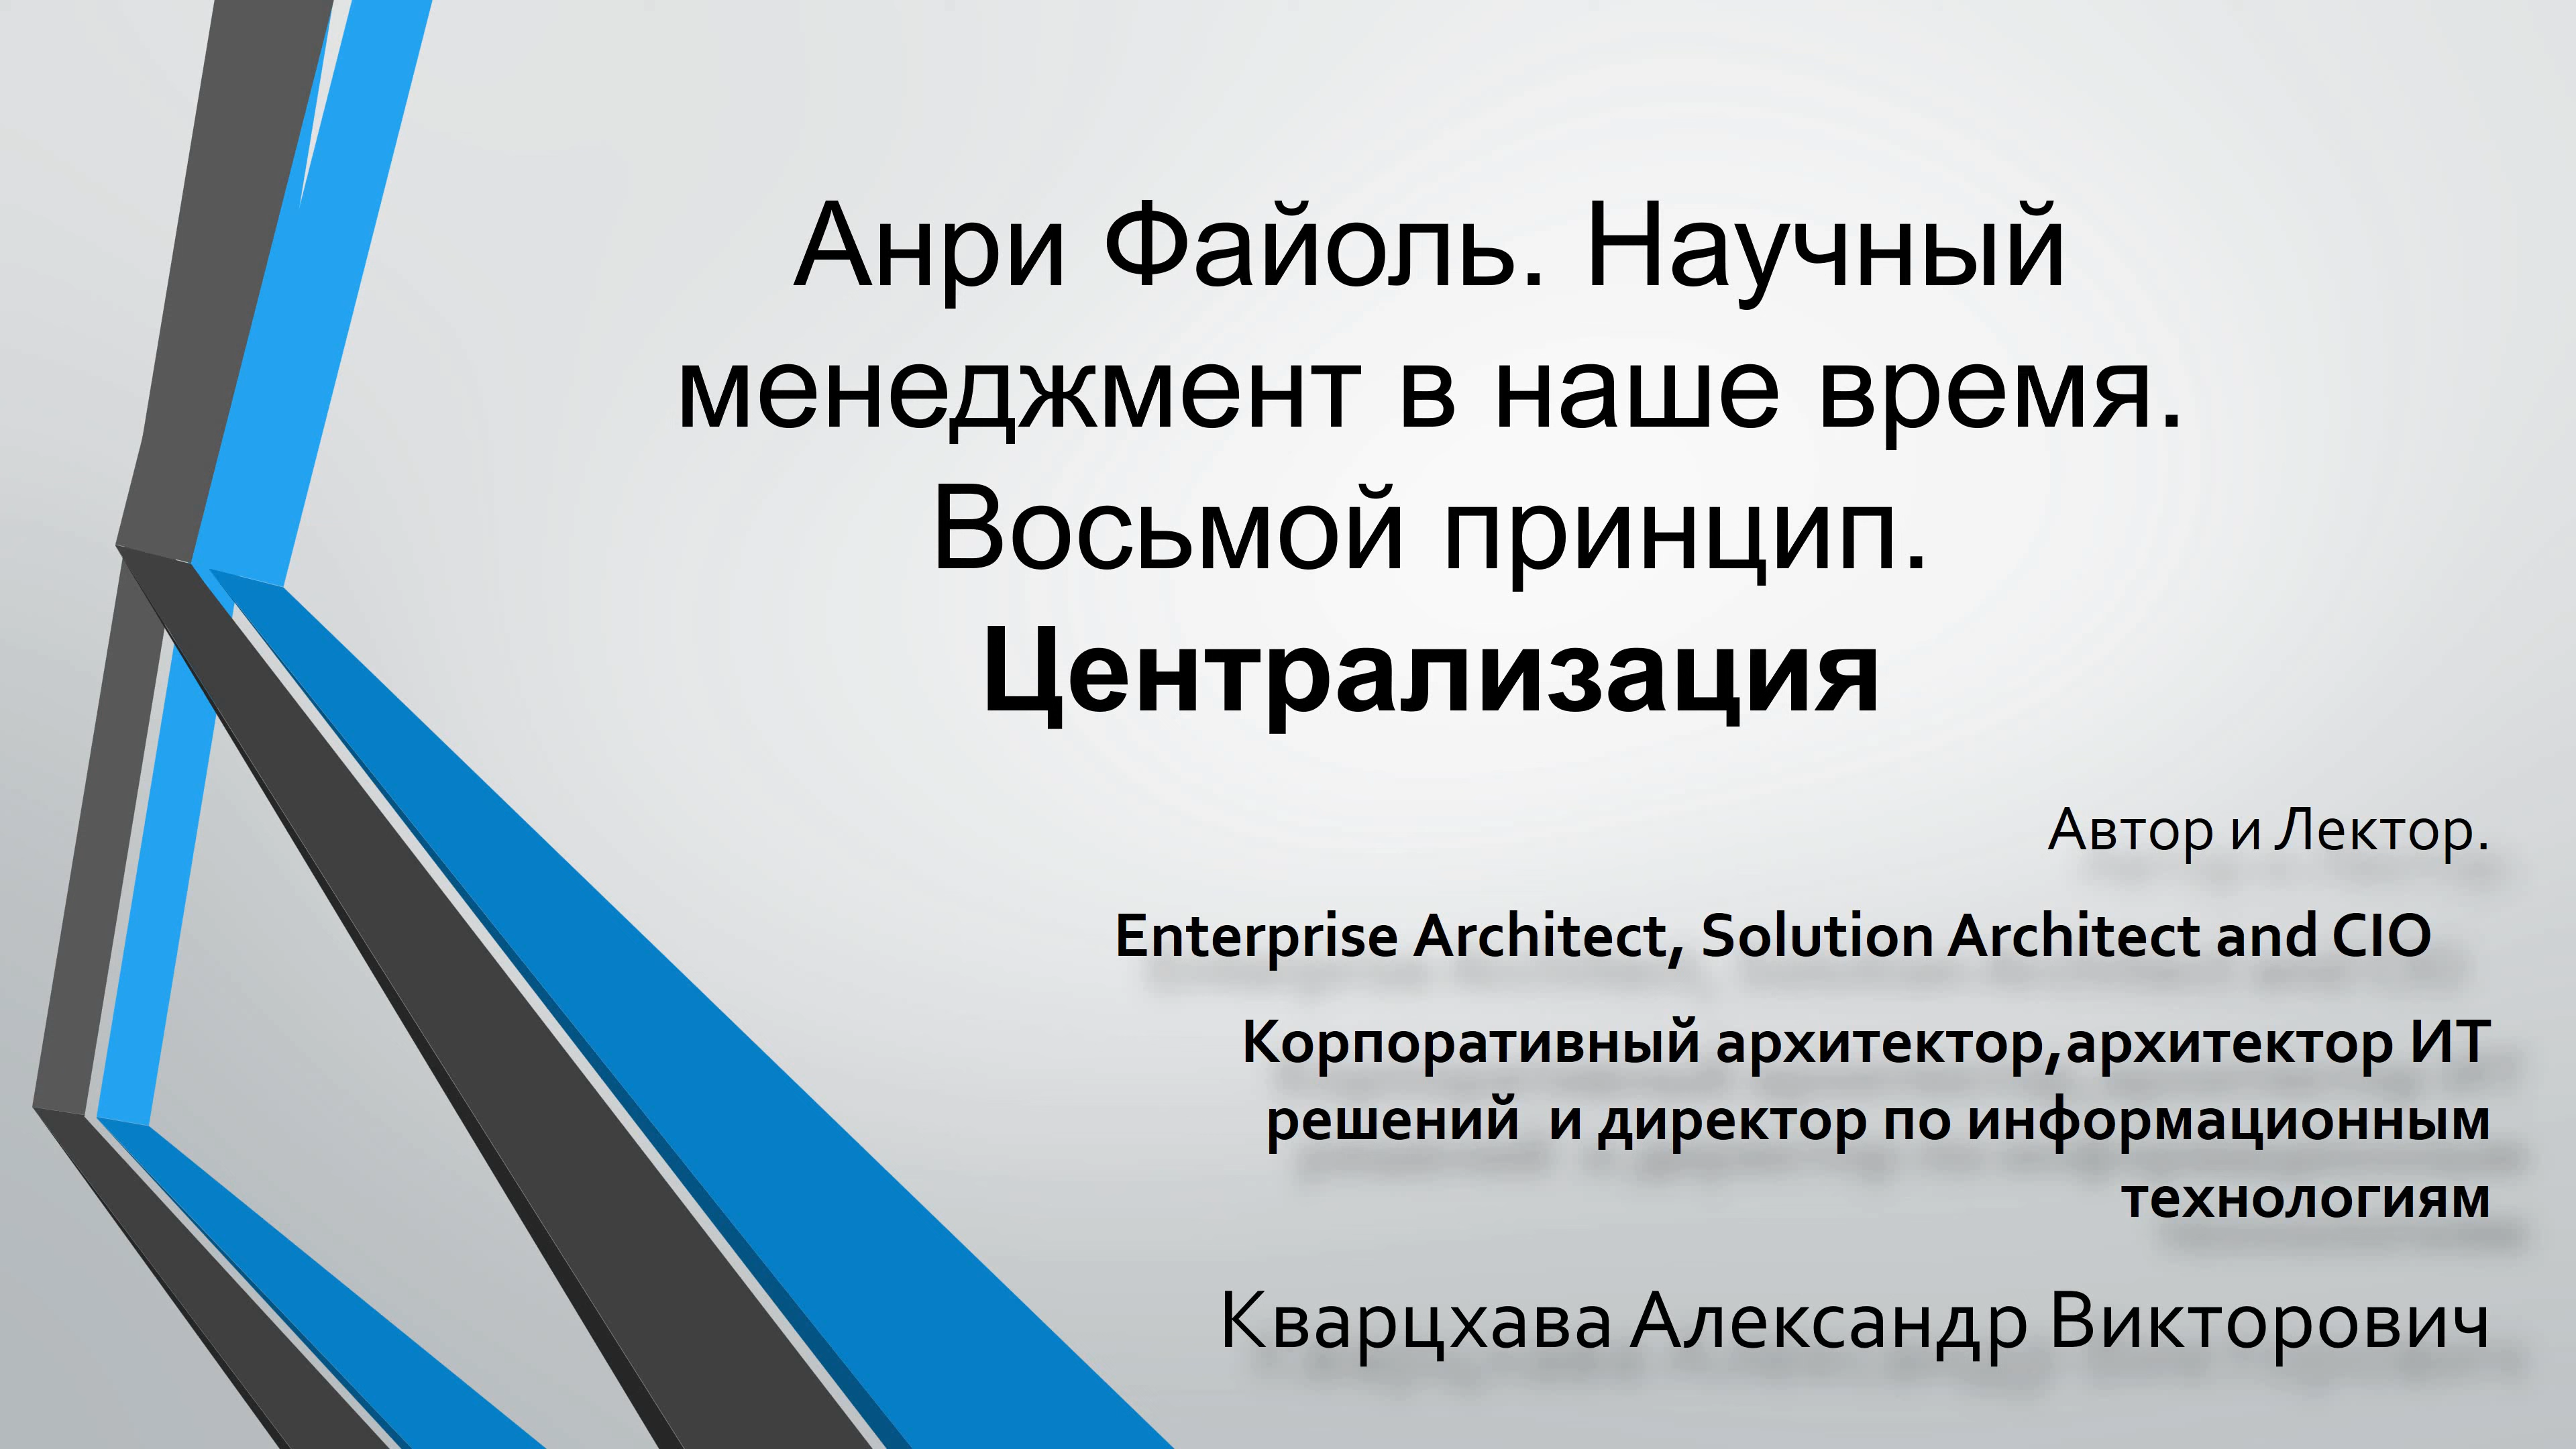 Анри Файоль. Научный
менеджмент в наше время.
Восьмой принцип.
Централизация
Автор и Лектор.
Enterprise Architect, Solution Architect and CIO
Корпоративный архитектор,архитектор ИТ
решений  и директор по информационным
технологиям
Кварцхава Александр Викторович